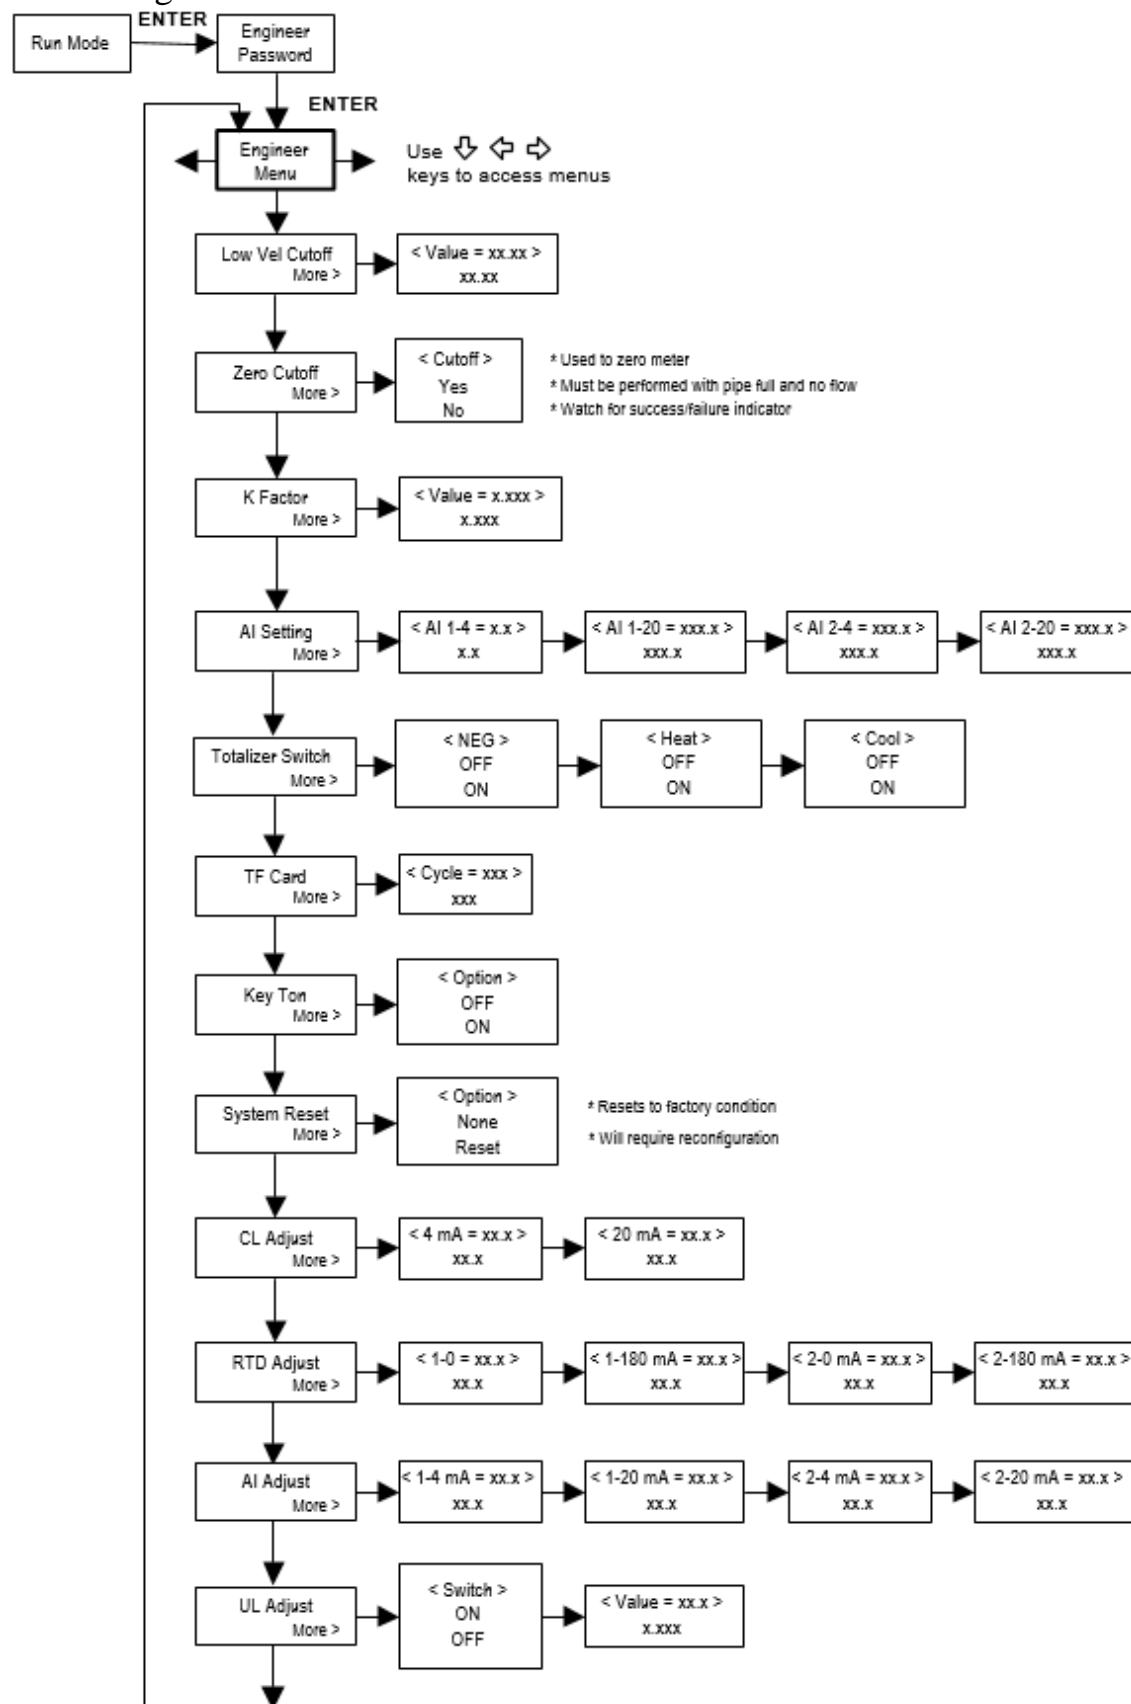 ENTER
Run Mode
Engineer
Password
ENTER
Engineer
Menu
Use
keys to access menus
Low Vel Cutoff
More >
< Value = xx.xx >
xx.xx
Zero Cutoff
More >
< Cutoff >
Yes
No
* Used to zero meter
* Must be performed with pipe full and no flow
* Watch for success/failure indicator
K Factor
More >
< Value = x.xxx >
x.xxx
AI Setting
More >
< AI 1-4 = x.x >
x.x
< AI 1-20 = xxx.x >
xxx.x
< AI 2-4 = xxx.x >
xxx.x
< AI 2-20 = xxx.x >
xxx.x
Totalizer Switch
More >
< NEG >
OFF
ON
< Heat >
OFF
ON
< Cool >
OFF
ON
TF Card
More >
< Cycle = xxx >
xxx
Key Ton
More >
< Option >
OFF
ON
System Reset
More >
< Option >
None
Reset
* Resets to factory condition
* Will require reconfiguration
CL Adjust
More >
< 4 mA = xx.x >
xx.x
< 20 mA = xx.x >
xx.x
RTD Adjust
More >
< 1-0 = xx.x >
xx.x
< 1-180 mA = xx.x >
xx.x
< 2-0 mA = xx.x >
xx.x
< 2-180 mA = xx.x >
xx.x
AI Adjust
More >
< 1-4 mA = xx.x >
xx.x
< 1-20 mA = xx.x >
xx.x
< 2-4 mA = xx.x >
xx.x
< 2-20 mA = xx.x >
xx.x
UL Adjust
More >
< Switch >
ON
OFF
< Value = xx.x >
x.xxx